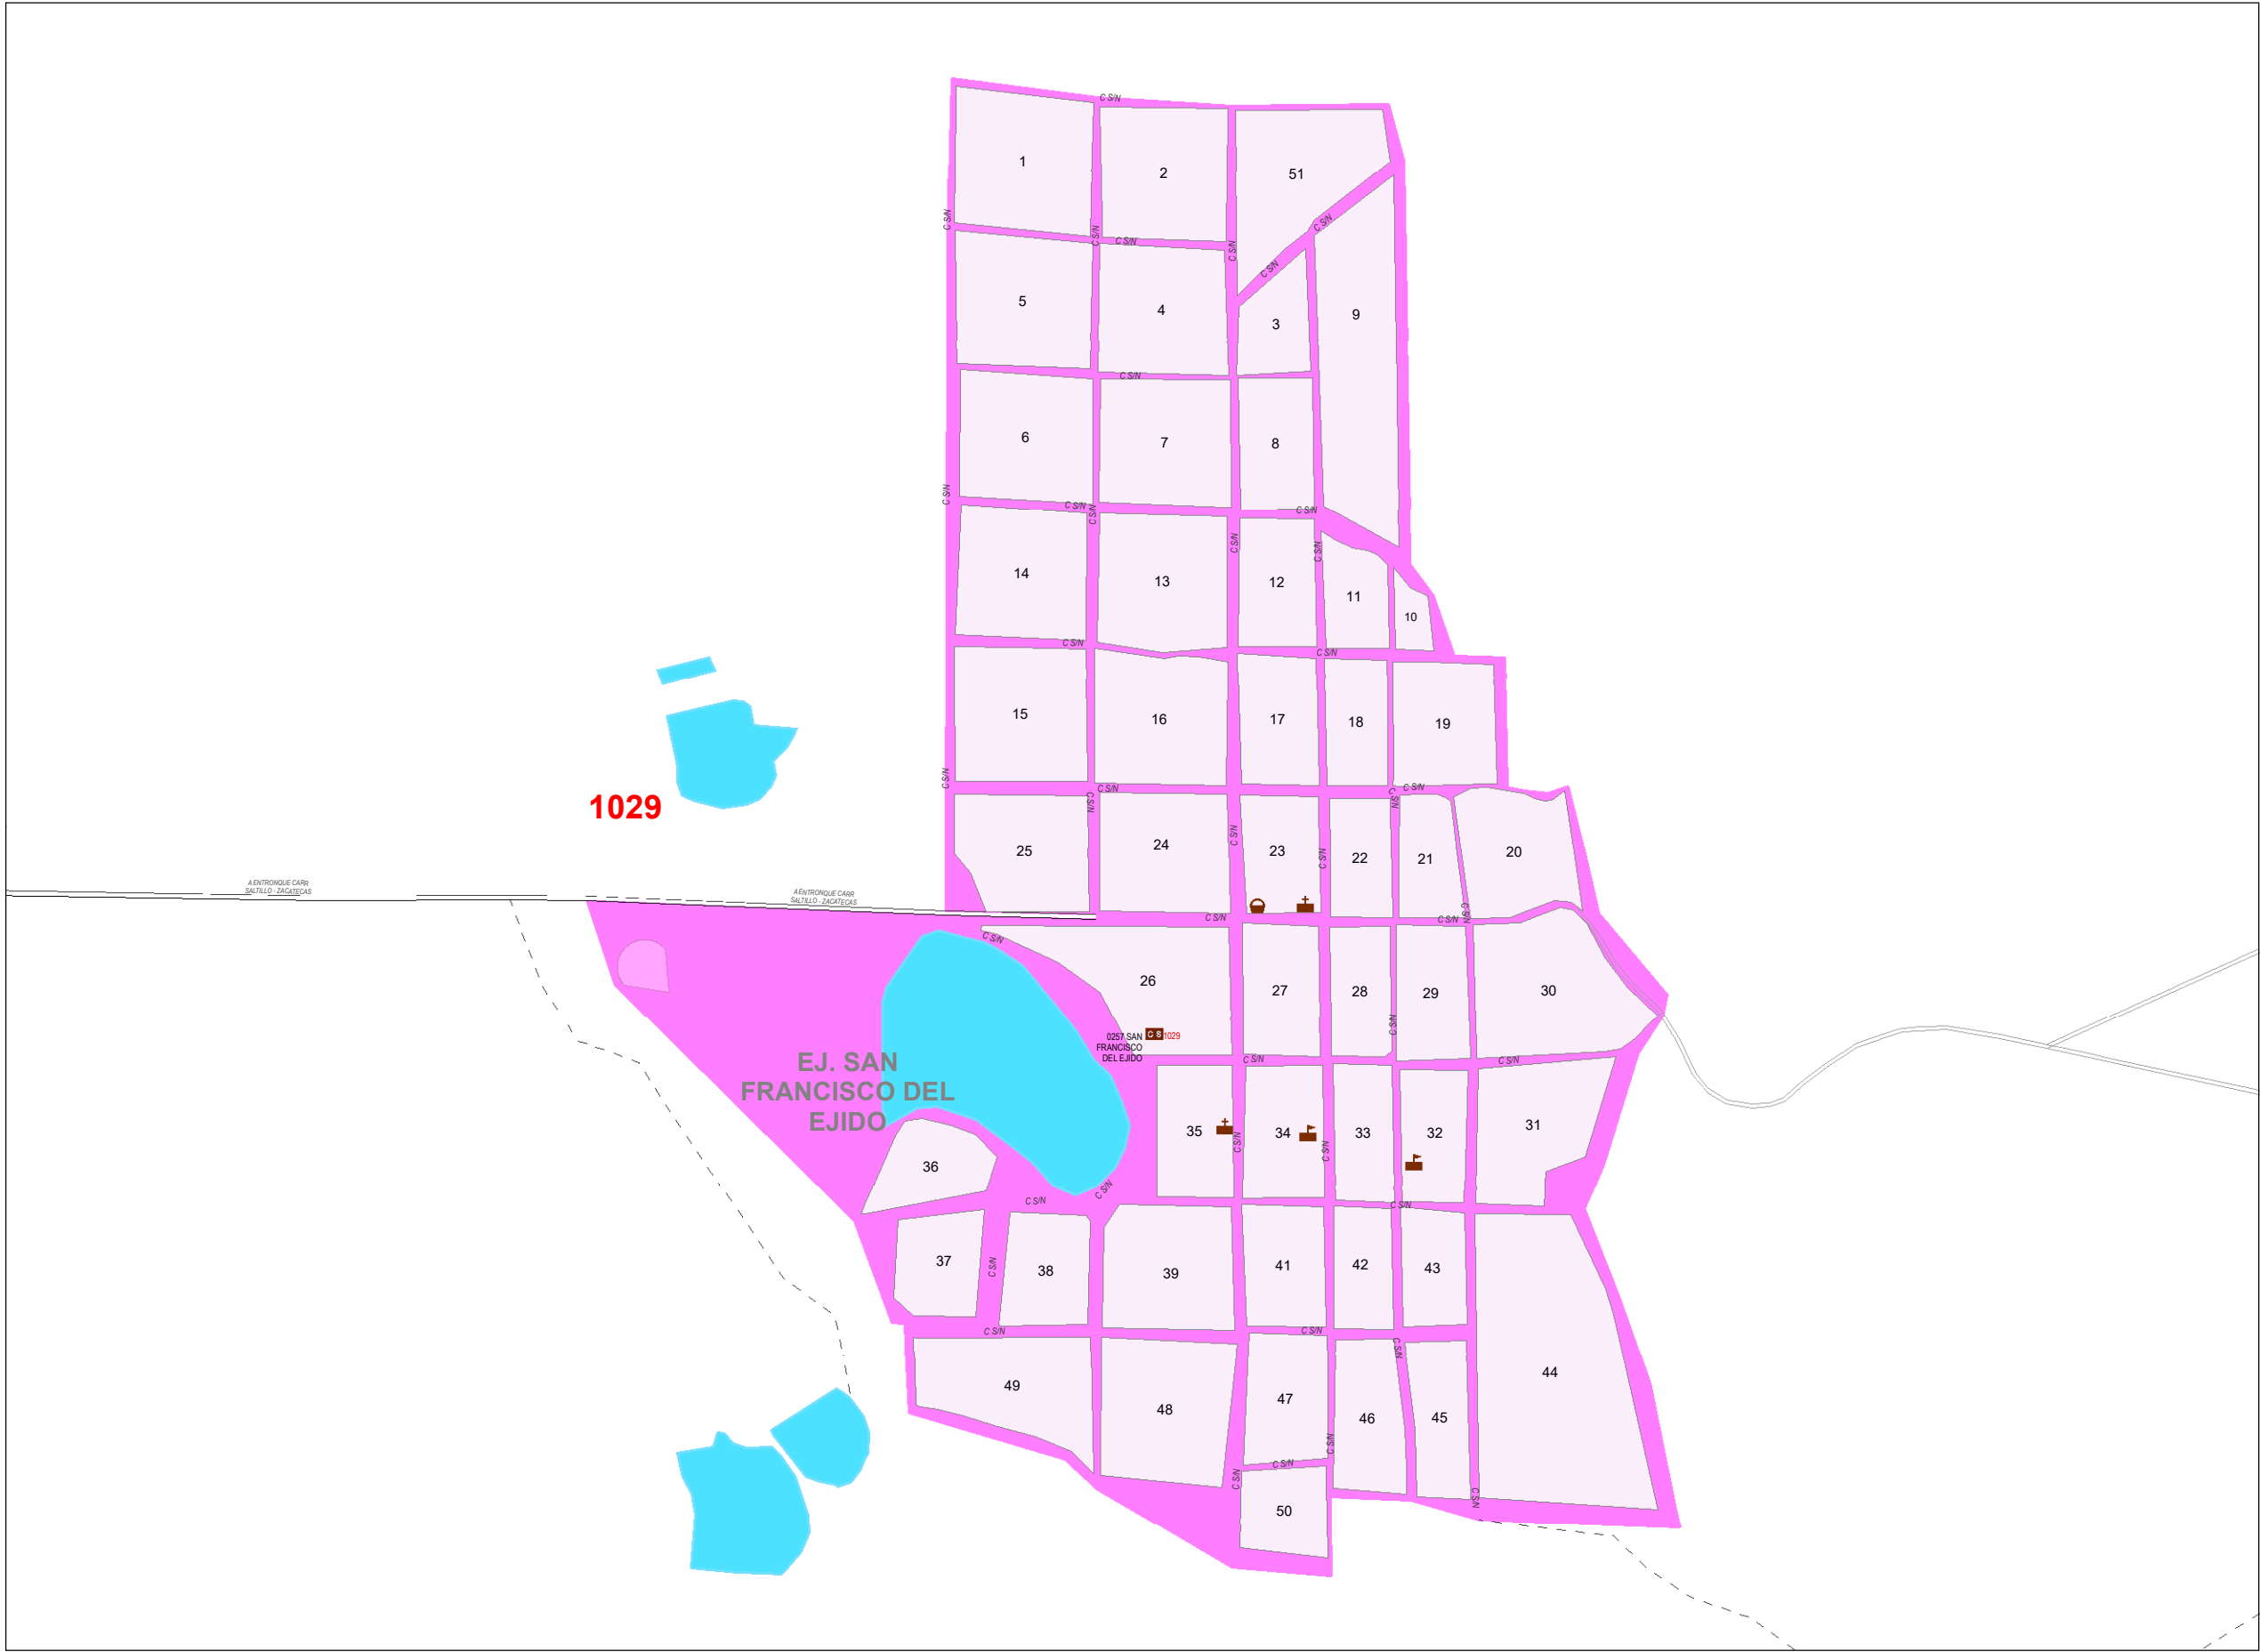 C S/N
1
2
51
C S/N
C S/N
C S/N
C S/N
C S/N
C S/N
5
4
3
9
C S/N
6
7
8
C S/N
C S/N
C S/N
C S/N
C S/N
C S/N
14
13
12
11
10
C S/N
C S/N
15
16
17
18
19
C S/N
C S/N
C S/N
C S/N
C S/N
1029
25
24
23
22
21
20
C S/N
C S/N
A ENTRONQUE CARR
SALTILLO - ZACATECAS
A ENTRONQUE CARR
SALTILLO - ZACATECAS
C S/N
C S/N
C S/N
C S/N
26
27
28
29
30
C S/N
0257 SAN
FRANCISCO
DEL EJIDO
C S
1029
C S/N
C S/N
EJ. SAN
FRANCISCO DEL
EJIDO
35
34
33
32
31
C S/N
C S/N
36
C S/N
C S/N
C S/N
37
38
39
41
42
43
C S/N
C S/N
C S/N
C S/N
49
48
47
46
45
44
C S/N
C S/N
C S/N
C S/N
50